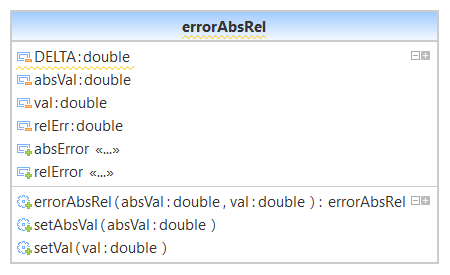 errorAbsRel
DELTA:double
absVal:double
val:double
relErr:double
absError «...»
relError «...»
errorAbsRel(absVal:double,val:double): errorAbsRel
setAbsVal(absVal:double)
setVal(val:double)